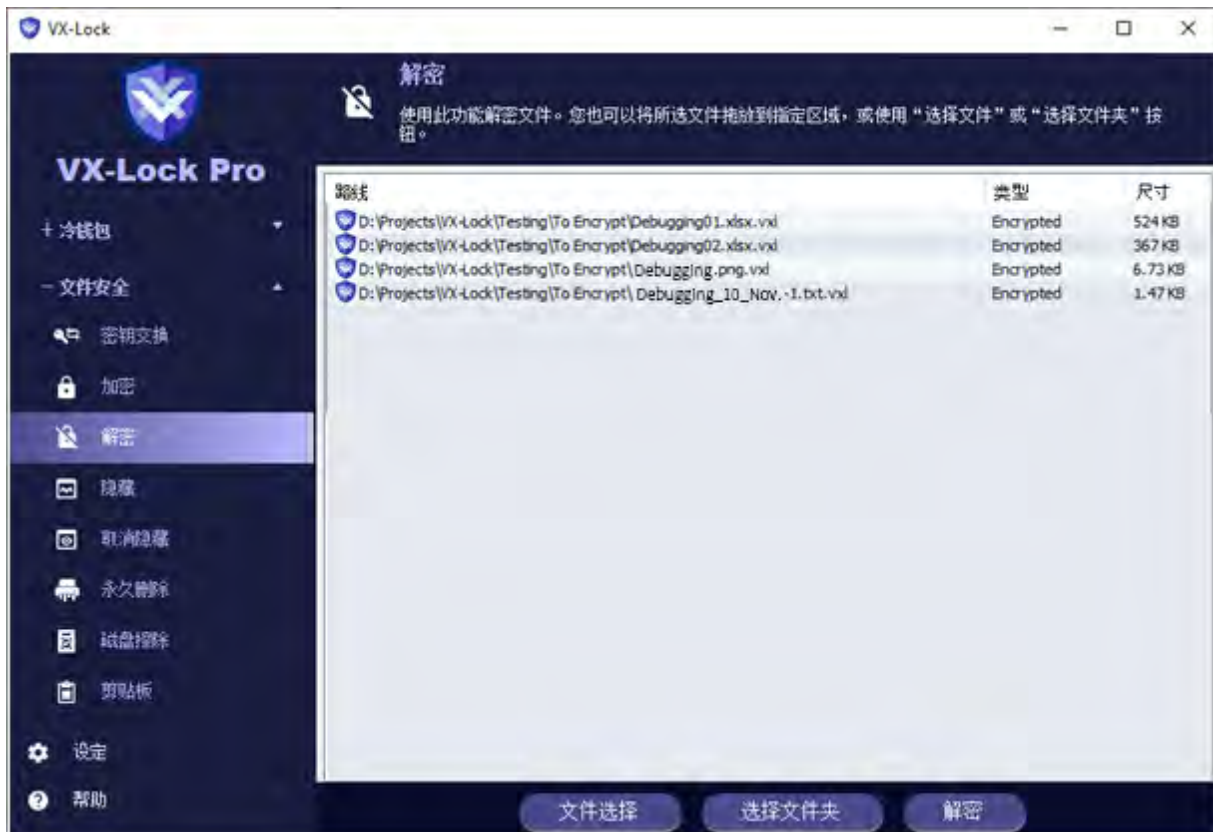 VX-Lock
VX-Lock Pro
+ 冷钱包
- 文件安全
密钥交换
加密
解密
隐藏
取消隐藏
永久删除
磁盘擦除
剪贴板
设定
帮助
解密
使用此功能解密文件。您也可以将所选文件拖放到指定区域，或使用“选择文件”或“选择文件夹”按
钮。
路线 类型 尺寸
D:\Projects\VX-Lock\Testing\To Encrypt\Debugging01.xlsx.vxl Encrypted 524 KB
D:\Projects\VX-Lock\Testing\To Encrypt\Debugging02.xlsx.vxl Encrypted 367 KB
D:\Projects\VX-Lock\Testing\To Encrypt\Debugging.png.vxl Encrypted 6.73 KB
D:\Projects\VX-Lock\Testing\To Encrypt\Debugging_10_Nov.-1.txt.vxl Encrypted 1.47 KB
文件选择 选择文件夹 解密